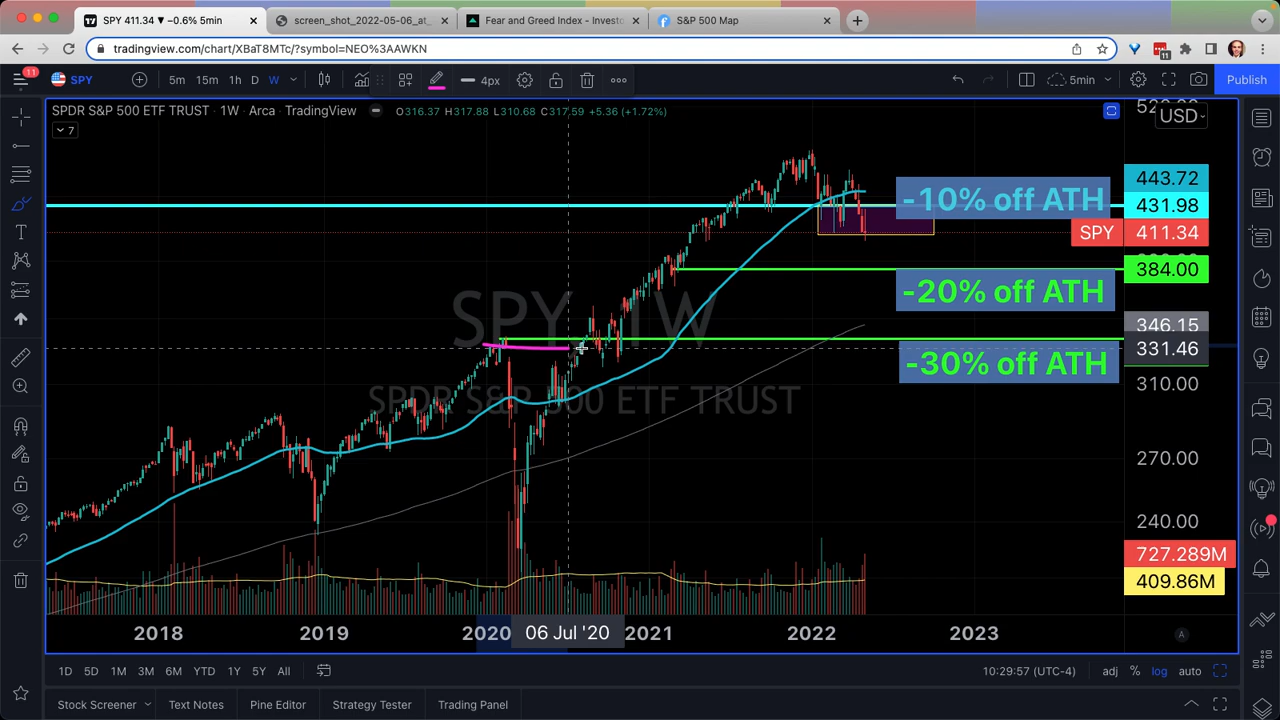 SPY 411.34 ▼ −0.6% 5min
screen_shot_2022-05-06_at_
Fear and Greed Index - Investo
S&P 500 Map
tradingview.com/chart/XBaT8MTc/?symbol=NEO%3AAWKN
11
11
SPY
5m 15m 1h D W
4px
5min
Publish
SPDR S&P 500 ETF TRUST · 1W · Arca · TradingView
O316.37 H317.88 L310.68 C317.59 +5.36 (+1.72%)
7
USD
-10% off ATH
443.72
431.98
SPY 411.34
384.00
-20% off ATH
SPY, 1W
346.15
331.46
-30% off ATH
310.00
SPDR S&P 500 ETF TRUST
270.00
240.00
727.289M
409.86M
2018 2019 2020 06 Jul '20 2021 2022 2023
A
1D 5D 1M 3M 6M YTD 1Y 5Y All
10:29:57 (UTC-4)
adj % log auto
Stock Screener Text Notes Pine Editor Strategy Tester Trading Panel